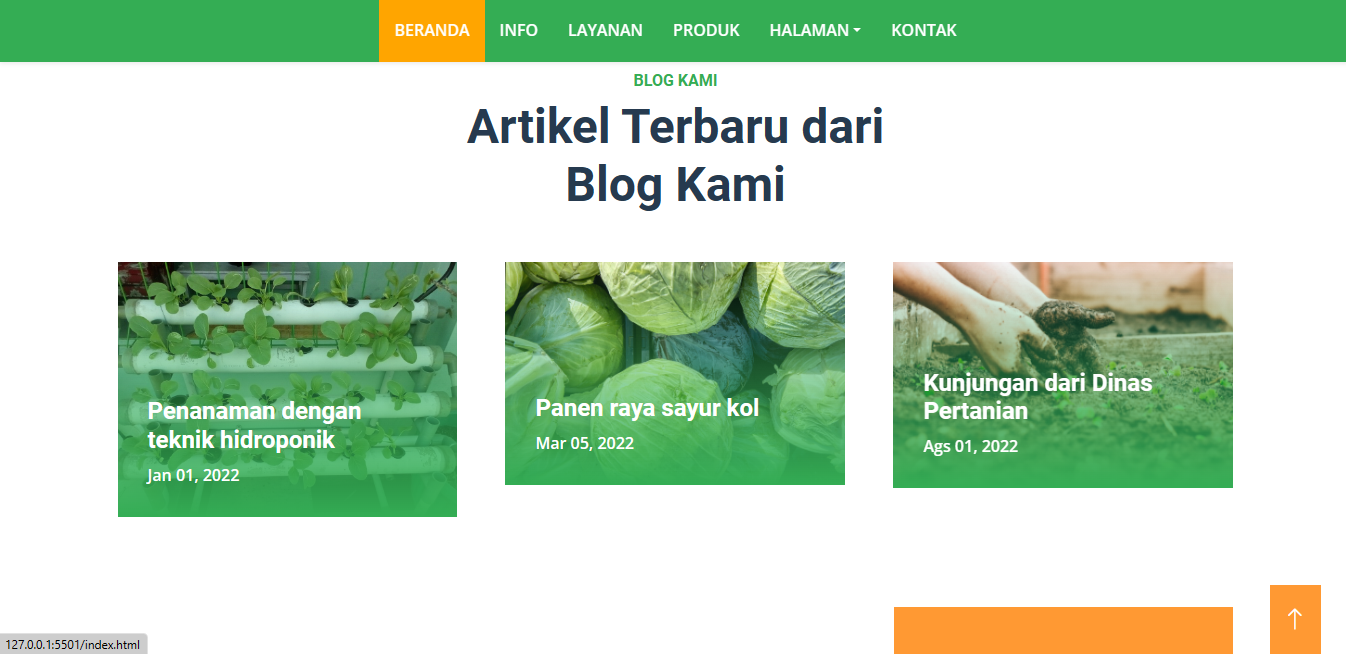 BERANDA INFO LAYANAN PRODUK HALAMAN KONTAK
BLOG KAMI
Artikel Terbaru dari
Blog Kami
Penanaman dengan
teknik hidroponik
Jan 01, 2022
Panen raya sayur kol
Mar 05, 2022
Kunjungan dari Dinas
Pertanian
Ags 01, 2022
127.0.0.1:5501/index.html